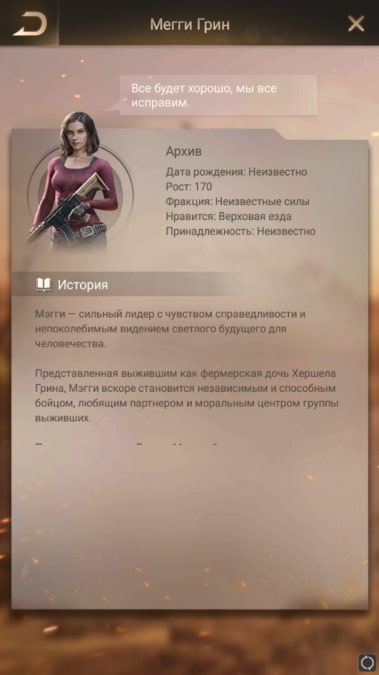 Мегги Грин
Все будет хорошо, мы все
исправим.
Архив
Дата рождения: Неизвестно
Рост: 170
Фракция: Неизвестные силы
Нравится: Верховая езда
Принадлежность: Неизвестно
История
Мэгги — сильный лидер с чувством справедливости и
непоколебимым видением светлого будущего для
человечества.
Представленная выжившим как фермерская дочь Хершела
Грина, Мэгги вскоре становится независимым и способным
бойцом, любящим партнером и моральным центром группы
выживших.